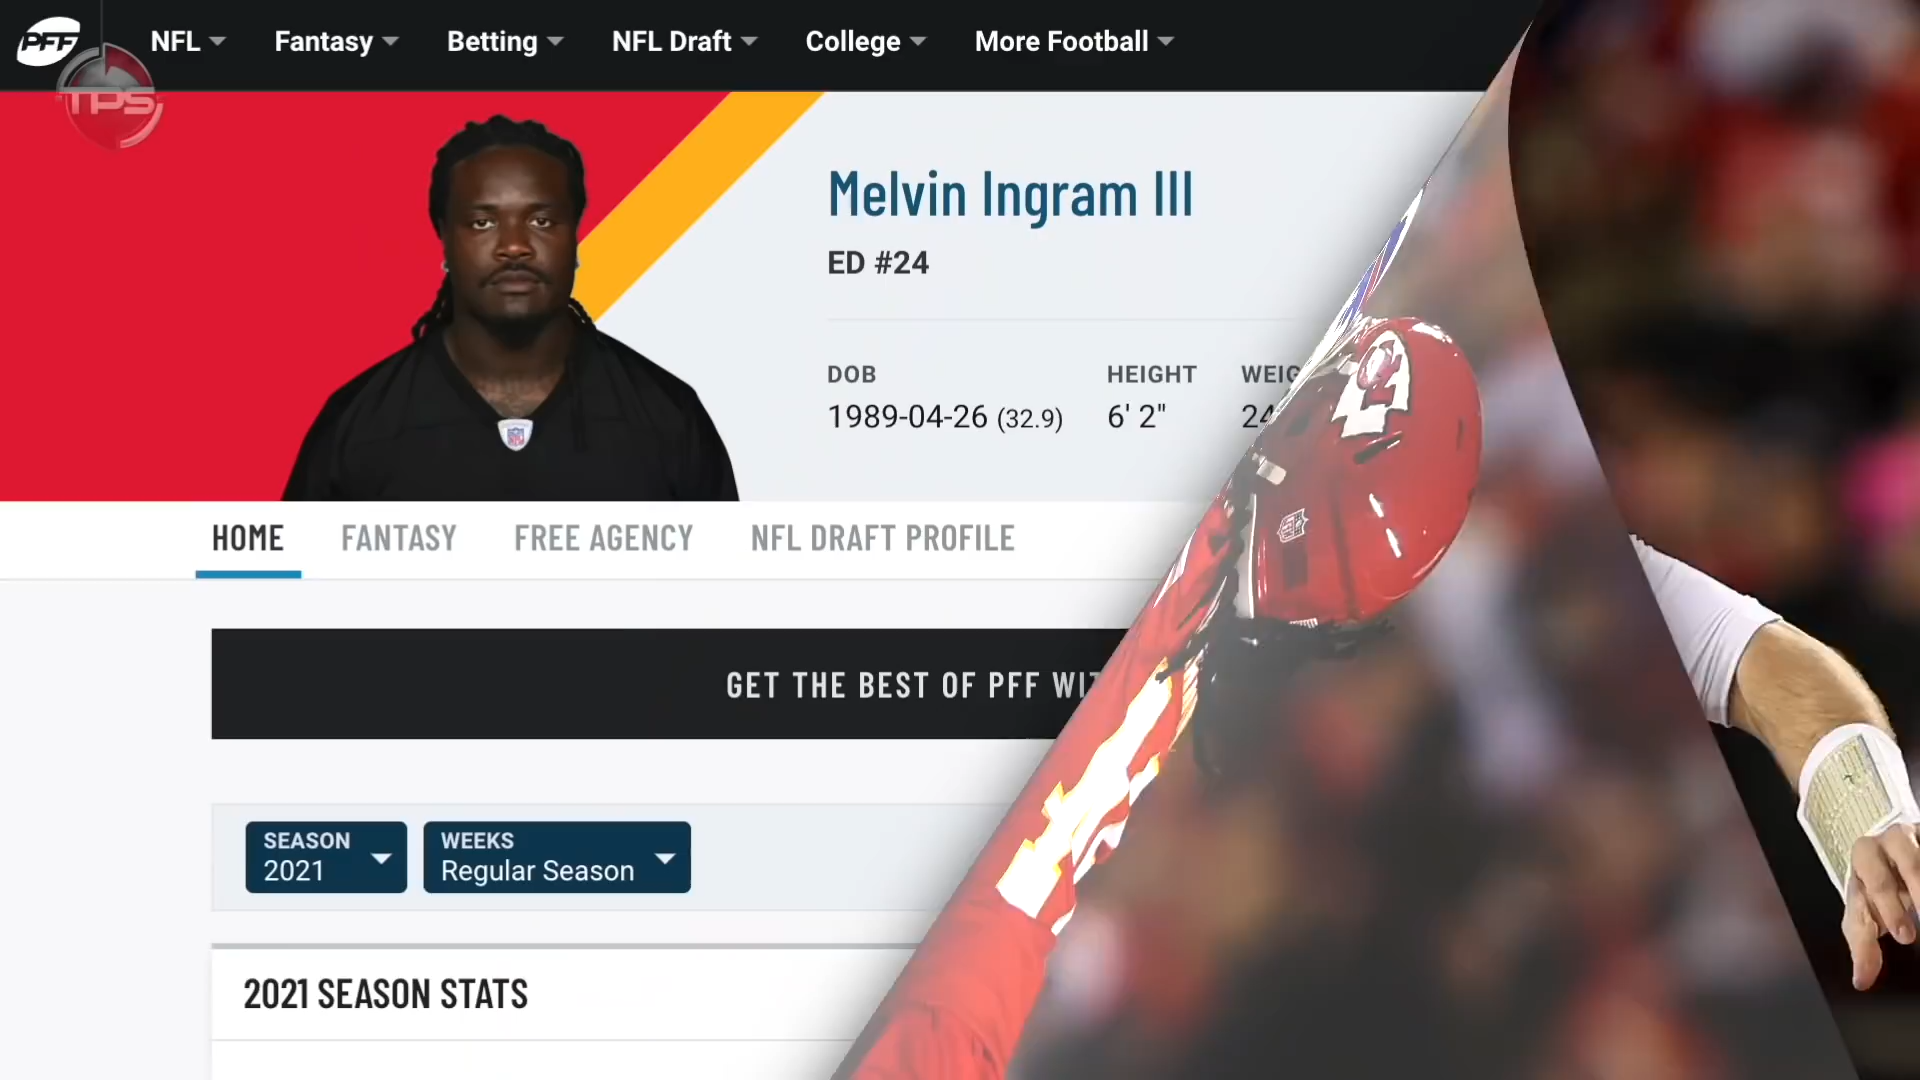 PFF
NFL
Fantasy
Betting
NFL Draft
College
More Football
TPS
Melvin Ingram III
ED #24
DOB
HEIGHT
1989-04-26 (32.9)
6' 2"
HOME
FANTASY
FREE AGENCY
NFL DRAFT PROFILE
GET THE BEST OF PFF
SEASON
2021
WEEKS
Regular Season
2021 SEASON STATS